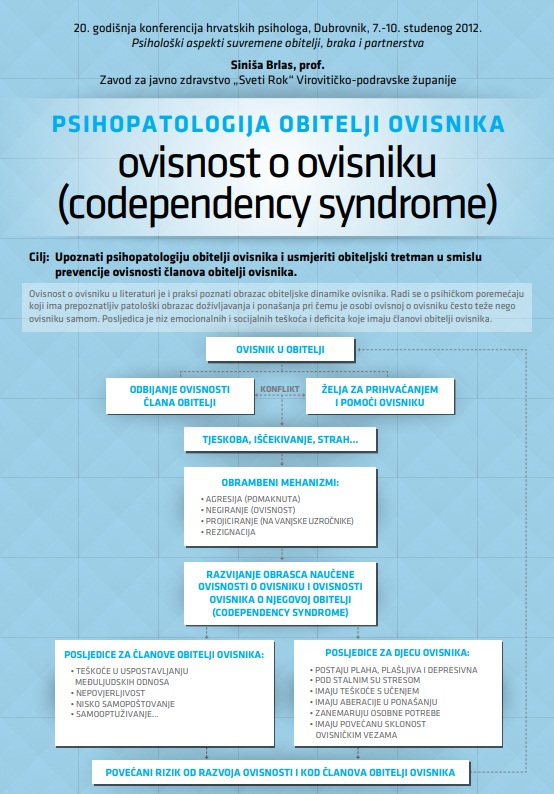 20. godišnja konferencija hrvatskih psihologa, Dubrovnik, 7.-10. studenog 2012.
Psihološki aspekti suvremene obitelji, braka i partnerstva
Siniša Brlas, prof.
Zavod za javno zdravstvo „Sveti Rok“ Virovitičko-podravske županije
PSIHOPATOLOGIJA OBITELJI OVISNIKA
ovisnost o ovisniku
(codependency syndrome)
Cilj: Upoznati psihopatologiju obitelji ovisnika i usmjeriti obiteljski tretman u smislu
prevencije ovisnosti članova obitelji ovisnika.
Ovisnost o ovisniku u literaturi je i praksi poznati obrazac obiteljske dinamike ovisnika. Radi se o psihičkom poremećaju
koji ima prepoznatljiv patološki obrazac doživljavanja i ponašanja pri čemu je osobi ovisnoj o ovisniku često teže nego
ovisniku samom. Posljedica je niz emocionalnih i socijalnih teškoća i deficita koje imaju članovi obitelji ovisnika.
OVISNIK U OBITELJI
ODBIJANJE OVISNOSTI
ČLANA OBITELJI
KONFLIKT
ŽELJA ZA PRIHVAĆANJEM
I POMOĆI OVISNIKU
TJESKOBA, IŠČEKIVANJE, STRAH...
OBRAMBENI MEHANIZMI:
• AGRESIJA (POMAKNUTA)
• NEGIRANJE (OVISNOST)
• PROJICIRANJE (NA VANJSKE UZROČNIKE)
• REZIGNACIJA
RAZVIJANJE OBRASCA NAUČENE
OVISNOSTI O OVISNIKU I OVISNOSTI
OVISNIKA O NJEGOVOJ OBITELJI
(CODEPENDENCY SYNDROME)
POSLJEDICE ZA ČLANOVE OBITELJI OVISNIKA:
• TEŠKOĆE U USPOSTAVLJANJU
MEĐULJUDSKIH ODNOSA
• NEPOVJERLJIVOST
• NISKO SAMOPOŠTOVANJE
• SAMOOPTUŽIVANJE...
POSLJEDICE ZA DJECU OVISNIKA:
• POSTAJU PLAHA, PLAŠLJIVA I DEPRESIVNA
• POD STALNIM SU STRESOM
• IMAJU TEŠKOĆE S UČENJEM
• IMAJU ABERACIJE U PONAŠANJU
• ZANEMARUJU OSOBNE POTREBE
• IMAJU POVEĆANU SKLONOST
OVISNIČKIM VEZAMA
POVEĆANI RIZIK OD RAZVOJA OVISNOSTI I KOD ČLANOVA OBITELJI OVISNIKA